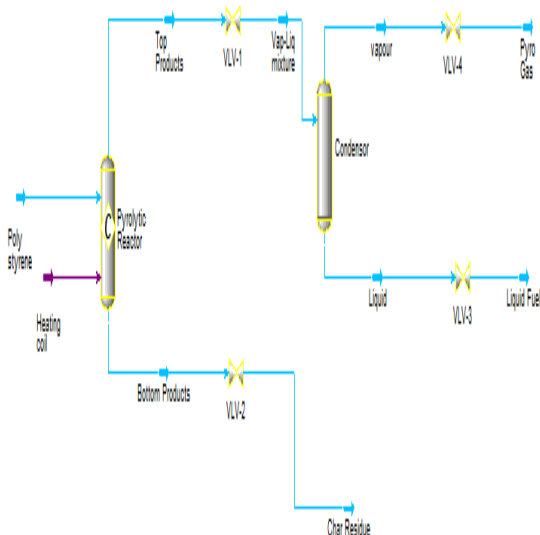 Top
Products
VLV-1
Vap-Liq
mixture
vapour
VLV-4
Pyro
Gas
Condensor
C
Pyrolytic
Reactor
Poly
styrene
Heating
coil
Liquid
VLV-3
Liquid Fuel
Bottom Products
VLV-2
Char Residue